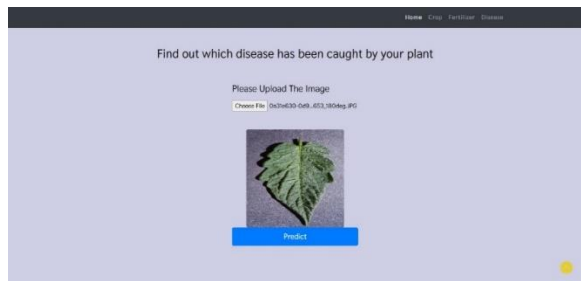 Home Crop Fertilizer Disease
Find out which disease has been caught by your plant
Please Upload The Image
Choose File
Predict